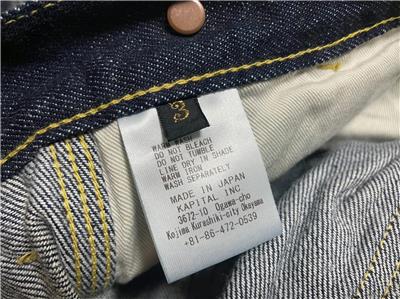 3
WARM WASH
DO NOT BLEACH
DO NOT TUMBLE
LINE DRY IN SHADE
WARM IRON
WASH SEPARATELY
MADE IN JAPAN
KAPITAL INC
3672-10 Ogawa-cho
Kojima Kurashiki-city Okayama
+81-86-472-0539